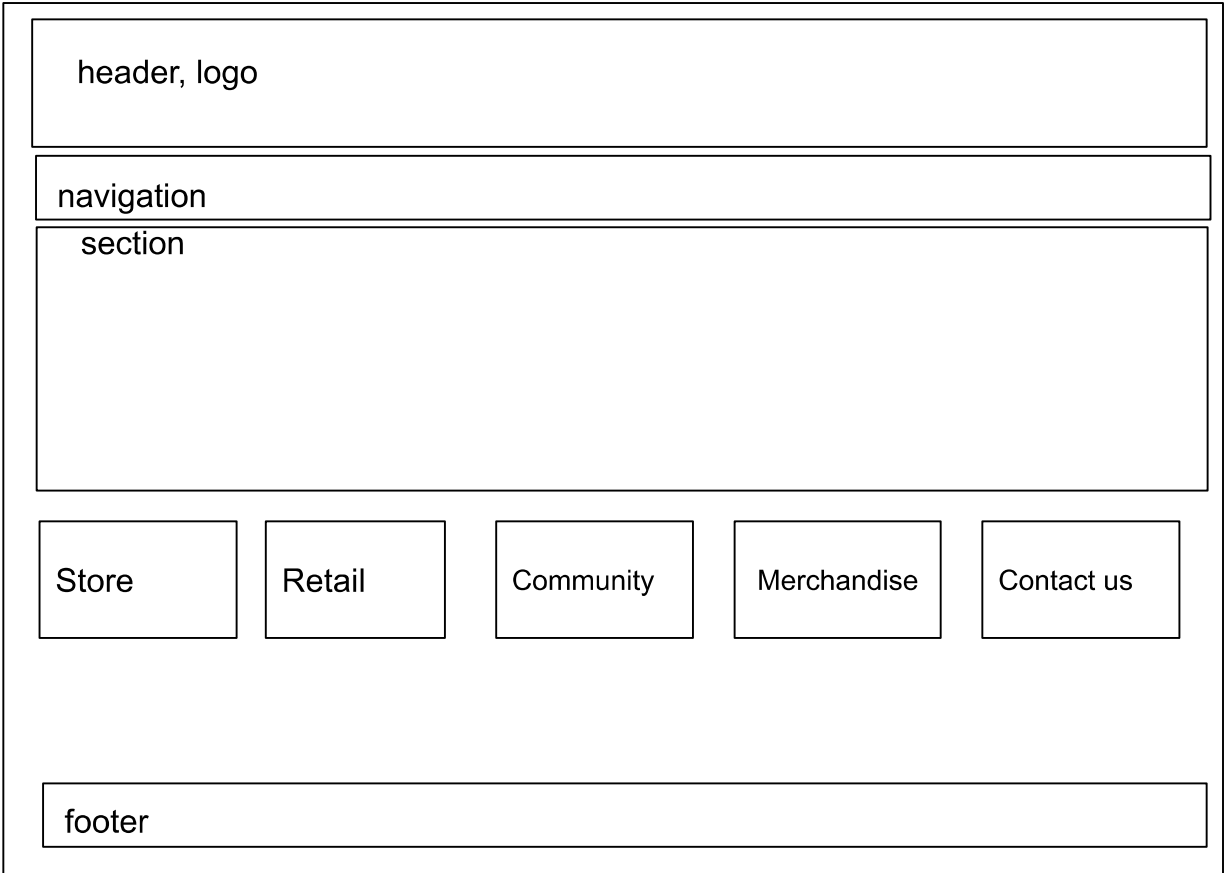 header, logo
navigation
section
Store
Retail
Community
Merchandise
Contact us
footer